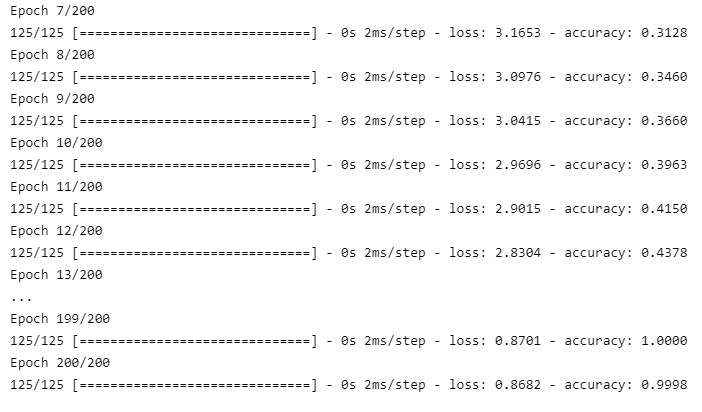 Epoch 7/200
125/125 [==============================] - 0s 2ms/step - loss: 3.1653 - accuracy: 0.3128
Epoch 8/200
125/125 [==============================] - 0s 2ms/step - loss: 3.0976 - accuracy: 0.3460
Epoch 9/200
125/125 [==============================] - 0s 2ms/step - loss: 3.0415 - accuracy: 0.3660
Epoch 10/200
125/125 [==============================] - 0s 2ms/step - loss: 2.9696 - accuracy: 0.3963
Epoch 11/200
125/125 [==============================] - 0s 2ms/step - loss: 2.9015 - accuracy: 0.4150
Epoch 12/200
125/125 [==============================] - 0s 2ms/step - loss: 2.8304 - accuracy: 0.4378
Epoch 13/200
...
Epoch 199/200
125/125 [==============================] - 0s 2ms/step - loss: 0.8701 - accuracy: 1.0000
Epoch 200/200
125/125 [==============================] - 0s 2ms/step - loss: 0.8682 - accuracy: 0.9998